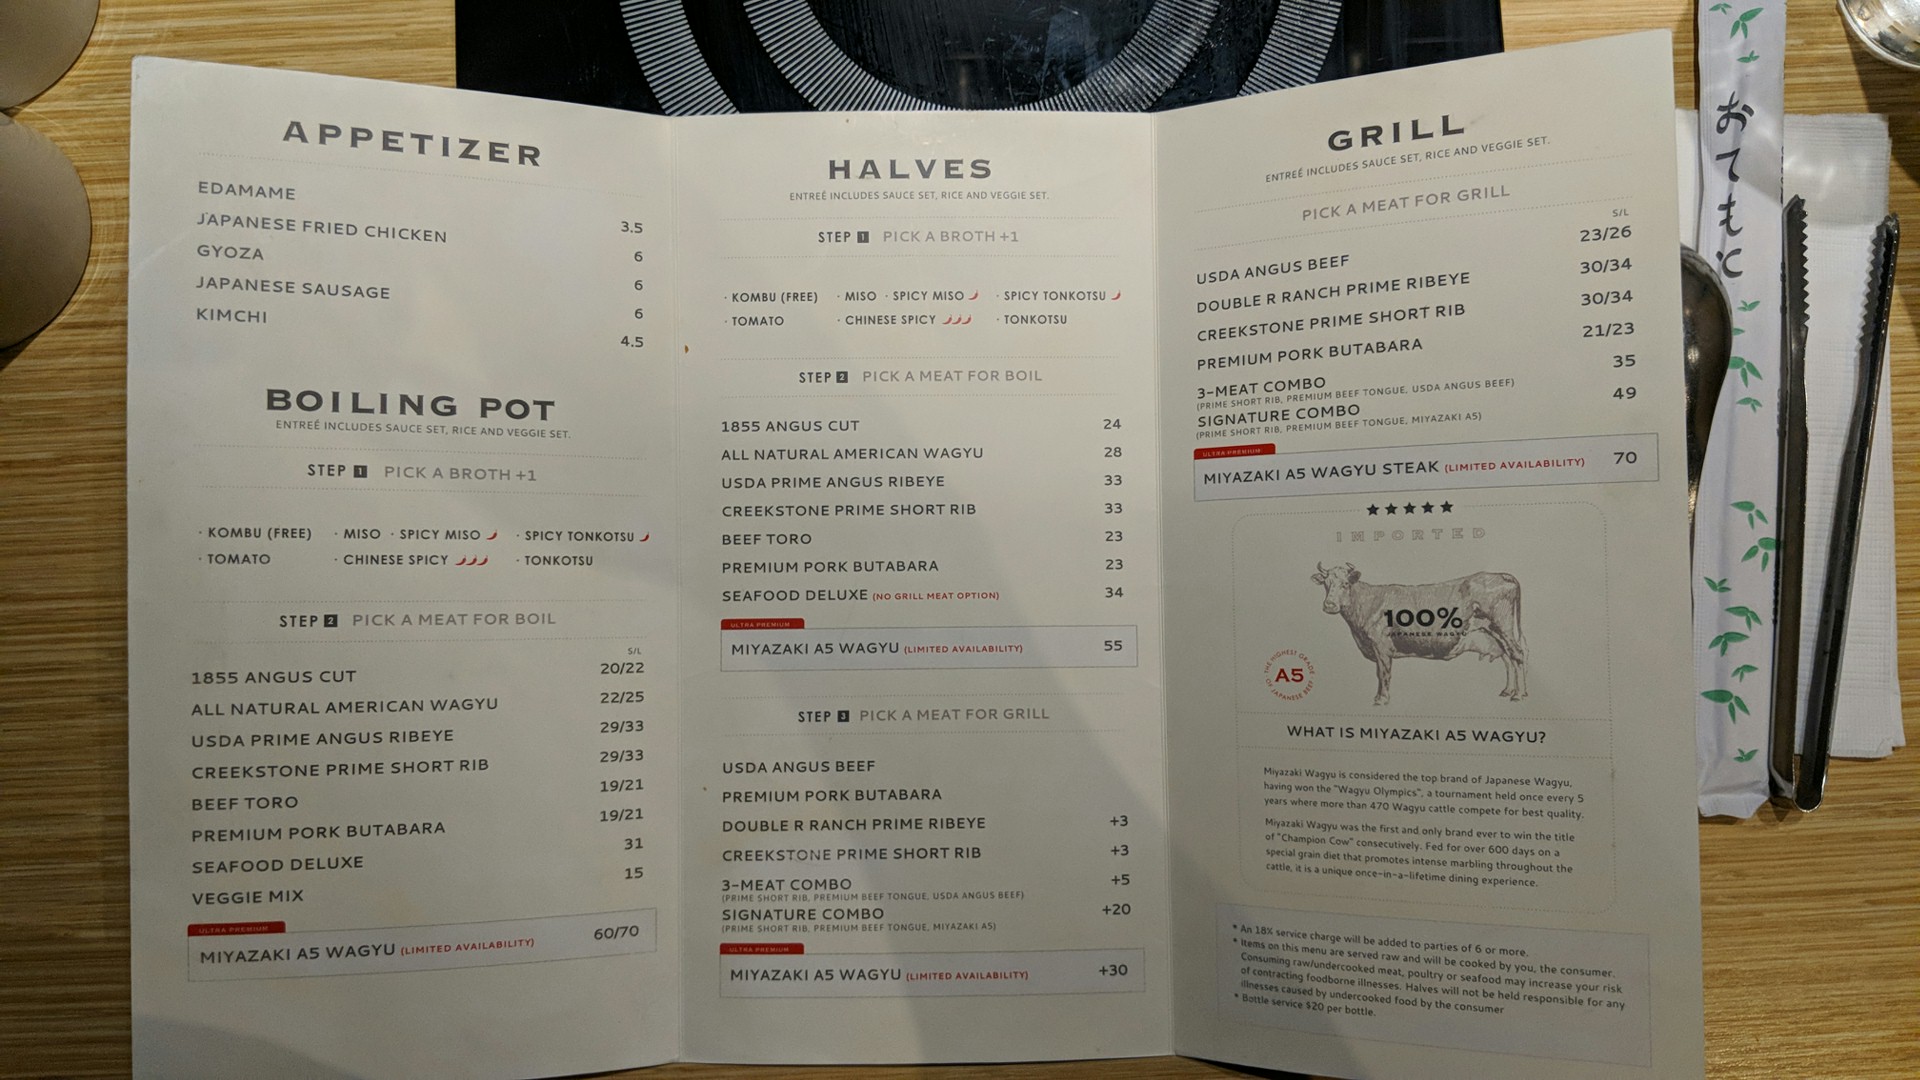 APPETIZER
EDAMAME 3.5
JAPANESE FRIED CHICKEN 6
GYOZA 6
JAPANESE SAUSAGE 6
KIMCHI 4.5
BOILING POT
ENTREÉ INCLUDES SAUCE SET, RICE AND VEGGIE SET.
STEP 1 PICK A BROTH +1
· KOMBU (FREE) · MISO · SPICY MISO · SPICY TONKOTSU
· TOMATO · CHINESE SPICY · TONKOTSU
STEP 2 PICK A MEAT FOR BOIL
S/L
1855 ANGUS CUT 20/22
ALL NATURAL AMERICAN WAGYU 22/25
USDA PRIME ANGUS RIBEYE 29/33
CREEKSTONE PRIME SHORT RIB 29/33
BEEF TORO 19/21
PREMIUM PORK BUTABARA 19/21
SEAFOOD DELUXE 31
VEGGIE MIX 15
ULTRA PREMIUM
MIYAZAKI A5 WAGYU (LIMITED AVAILABILITY) 60/70
HALVES
ENTREÉ INCLUDES SAUCE SET, RICE AND VEGGIE SET.
STEP 1 PICK A BROTH +1
· KOMBU (FREE) · MISO · SPICY MISO · SPICY TONKOTSU
· TOMATO · CHINESE SPICY · TONKOTSU
STEP 2 PICK A MEAT FOR BOIL
1855 ANGUS CUT 24
ALL NATURAL AMERICAN WAGYU 28
USDA PRIME ANGUS RIBEYE 33
CREEKSTONE PRIME SHORT RIB 33
BEEF TORO 23
PREMIUM PORK BUTABARA 23
SEAFOOD DELUXE (NO GRILL MEAT OPTION) 34
ULTRA PREMIUM
MIYAZAKI A5 WAGYU (LIMITED AVAILABILITY) 55
STEP 3 PICK A MEAT FOR GRILL
USDA ANGUS BEEF
PREMIUM PORK BUTABARA
DOUBLE R RANCH PRIME RIBEYE +3
CREEKSTONE PRIME SHORT RIB +3
3-MEAT COMBO +5
(PRIME SHORT RIB, PREMIUM BEEF TONGUE, USDA ANGUS BEEF)
SIGNATURE COMBO +20
(PRIME SHORT RIB, PREMIUM BEEF TONGUE, MIYAZAKI A5)
ULTRA PREMIUM
MIYAZAKI A5 WAGYU (LIMITED AVAILABILITY) +30
GRILL
ENTREÉ INCLUDES SAUCE SET, RICE AND VEGGIE SET.
PICK A MEAT FOR GRILL
S/L
USDA ANGUS BEEF 23/26
DOUBLE R RANCH PRIME RIBEYE 30/34
CREEKSTONE PRIME SHORT RIB 30/34
PREMIUM PORK BUTABARA 21/23
3-MEAT COMBO 35
(PRIME SHORT RIB, PREMIUM BEEF TONGUE, USDA ANGUS BEEF)
SIGNATURE COMBO 49
(PRIME SHORT RIB, PREMIUM BEEF TONGUE, MIYAZAKI A5)
ULTRA-PREMIUM
MIYAZAKI A5 WAGYU STEAK (LIMITED AVAILABILITY) 70
IMPORTED
100%
JAPANESE WAGYU
THE HIGHEST GRADE
A5
OF JAPANESE BEEF
WHAT IS MIYAZAKI A5 WAGYU?
Miyazaki Wagyu is considered the top brand of Japanese Wagyu,
having won the "Wagyu Olympics", a tournament held once every 5
years where more than 470 Wagyu cattle compete for best quality.
Miyazaki Wagyu was the first and only brand ever to win the title
of "Champion Cow" consecutively. Fed for over 600 days on a
special grain diet that promotes intense marbling throughout the
cattle, it is a unique once-in-a-lifetime dining experience.
* An 18% service charge will be added to parties of 6 or more.
* Items on this menu are served raw and will be cooked by you, the consumer.
Consuming raw/undercooked meat, poultry or seafood may increase your risk
of contracting foodborne illnesses. Halves will not be held responsible for any
illnesses caused by undercooked food by the consumer
* Bottle service $20 per bottle.
おてもと